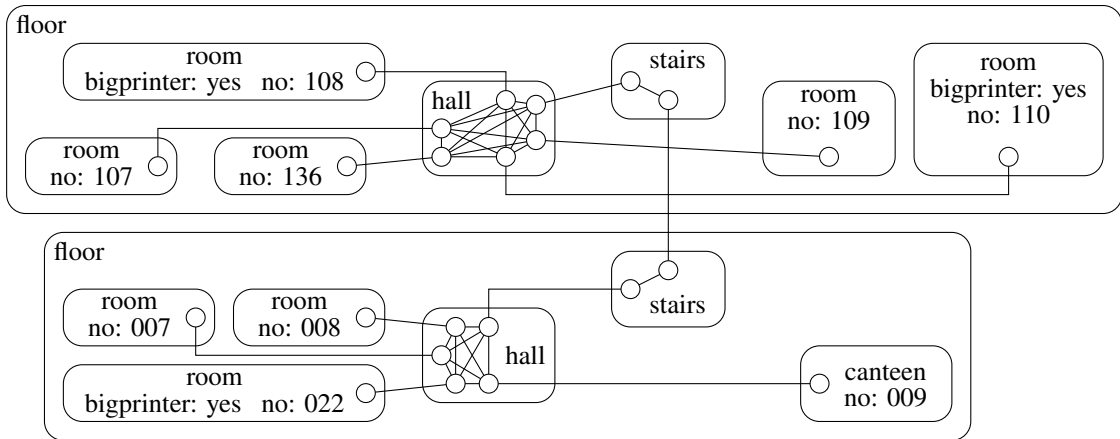 floor
room
bigprinter: yes no: 108
stairs
room
bigprinter: yes
no: 110
hall
room
no: 109
room
no: 107
room
no: 136
floor
room
no: 007
room
no: 008
stairs
hall
room
bigprinter: yes no: 022
canteen
no: 009